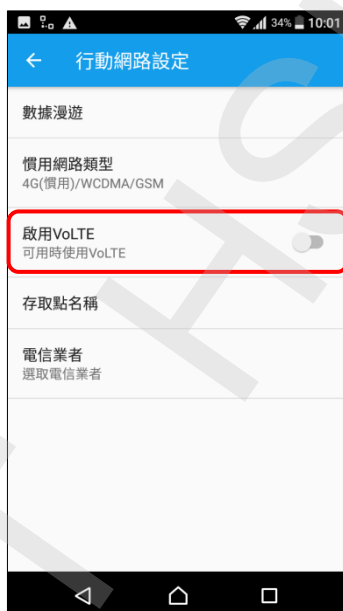 34% 10:01
行動網路設定
數據漫遊
慣用網路類型
4G(慣用)/WCDMA/GSM
啟用VoLTE
可用時使用VoLTE
存取點名稱
電信業者
選取電信業者